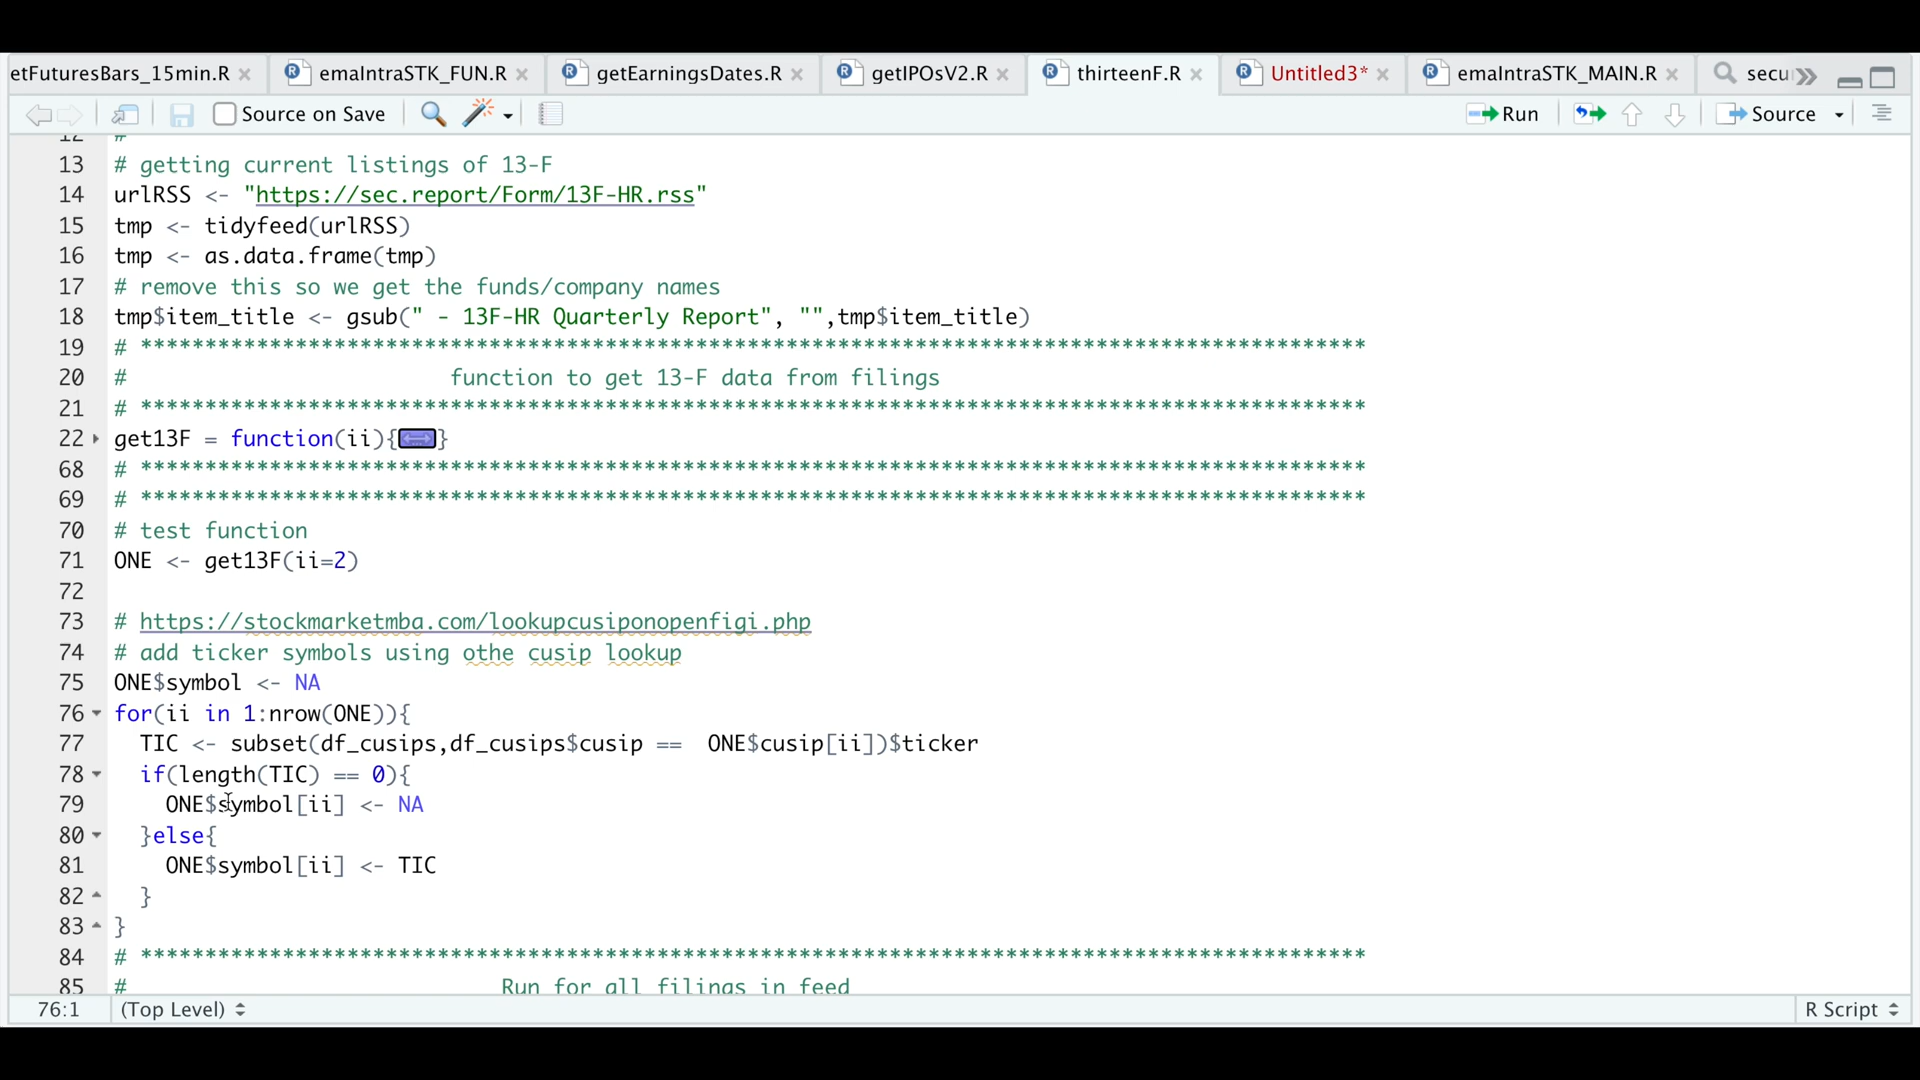 etFuturesBars_15min.R × emaIntraSTK_FUN.R × getEarningsDates.R × getIPOsV2.R × thirteenF.R × Untitled3* × emaIntraSTK_MAIN.R × secu
Source on Save Run Source
12 #
13 # getting current listings of 13-F
14 urlRSS <- "https://sec.report/Form/13F-HR.rss"
15 tmp <- tidyfeed(urlRSS)
16 tmp <- as.data.frame(tmp)
17 # remove this so we get the funds/company names
18 tmp$item_title <- gsub(" - 13F-HR Quarterly Report", "",tmp$item_title)
19 # ***********************************************************************************************
20 # function to get 13-F data from filings
21 # ***********************************************************************************************
22 get13F = function(ii){}
68 # ***********************************************************************************************
69 # ***********************************************************************************************
70 # test function
71 ONE <- get13F(ii=2)
72
73 # https://stockmarketmba.com/lookupcusiponopenfigi.php
74 # add ticker symbols using othe cusip lookup
75 ONE$symbol <- NA
76 for(ii in 1:nrow(ONE)){
77 TIC <- subset(df_cusips,df_cusips$cusip == ONE$cusip[ii])$ticker
78 if(length(TIC) == 0){
79 ONE$symbol[ii] <- NA
80 }else{
81 ONE$symbol[ii] <- TIC
82 }
83 }
84 # ***********************************************************************************************
85 # Run for all filings in feed
76:1 (Top Level) R Script